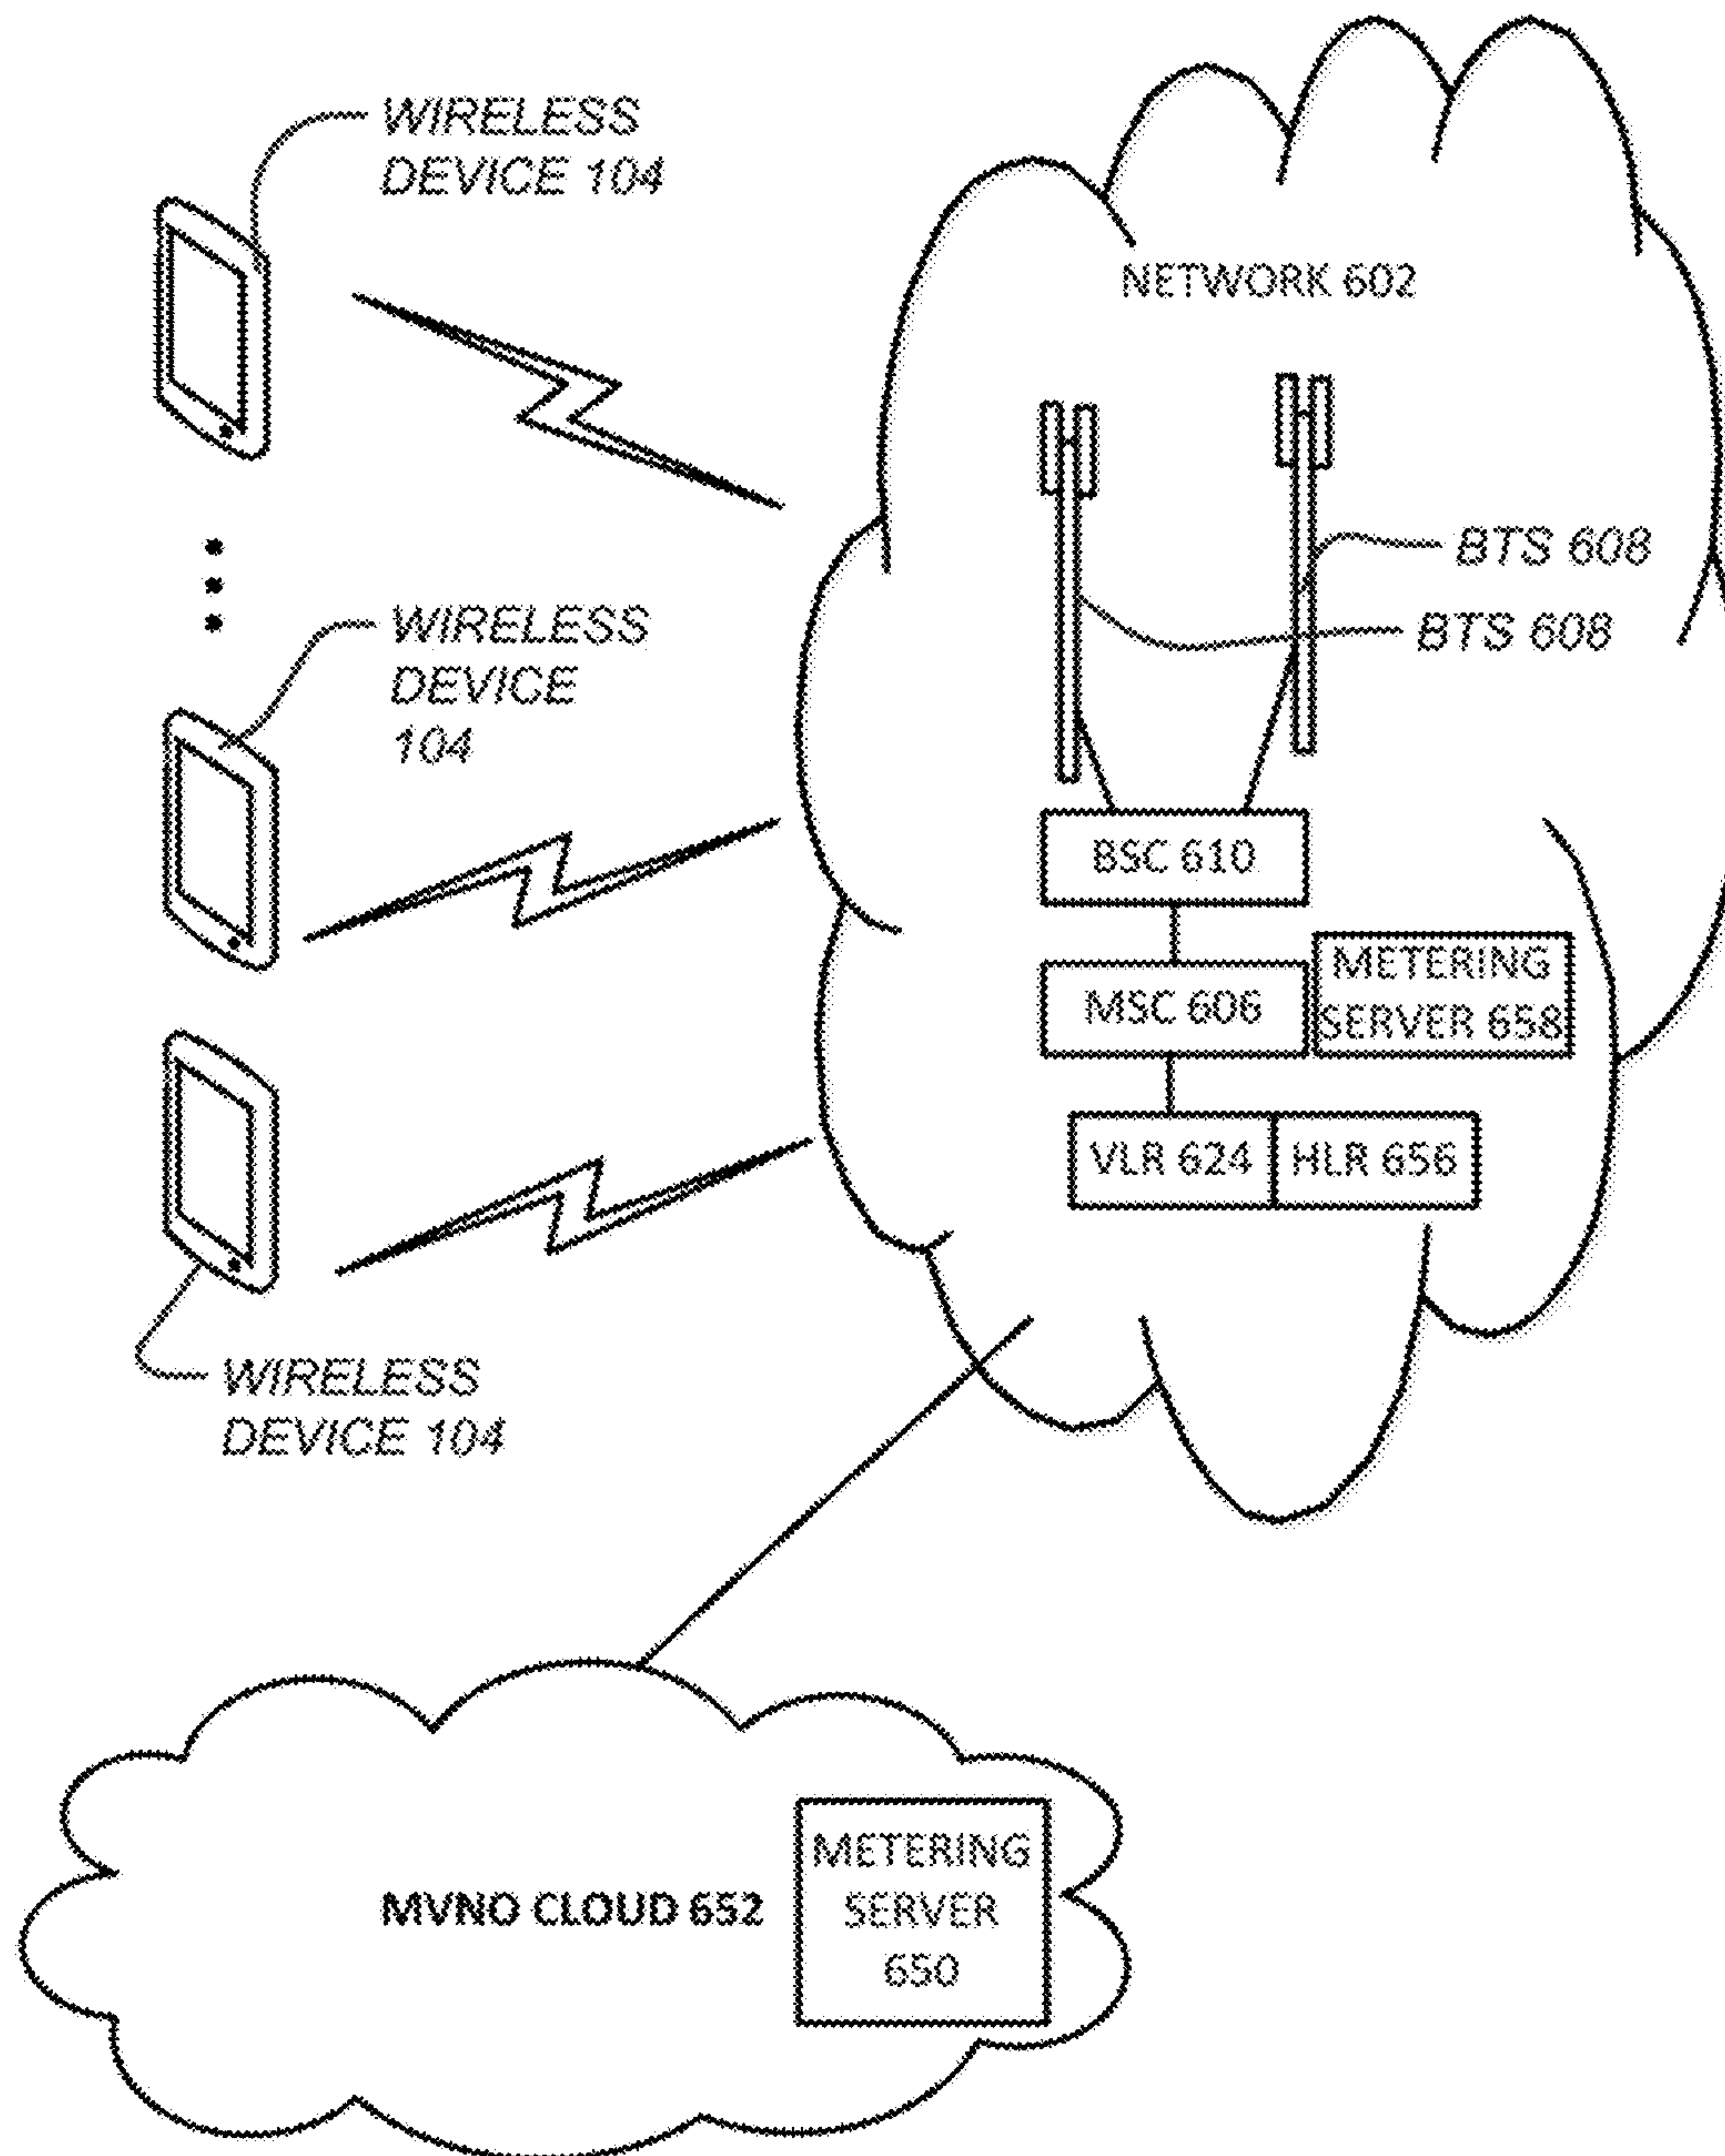 WIRELESS
DEVICE 104
NETWORK 602
BTS 608
BTS 608
WIRELESS
DEVICE
104
BSC 610
METERING
SERVER 658
MSC 606
VLR 624
HLR 656
WIRELESS
DEVICE 104
MVNO CLOUD 652
METERING
SERVER
650